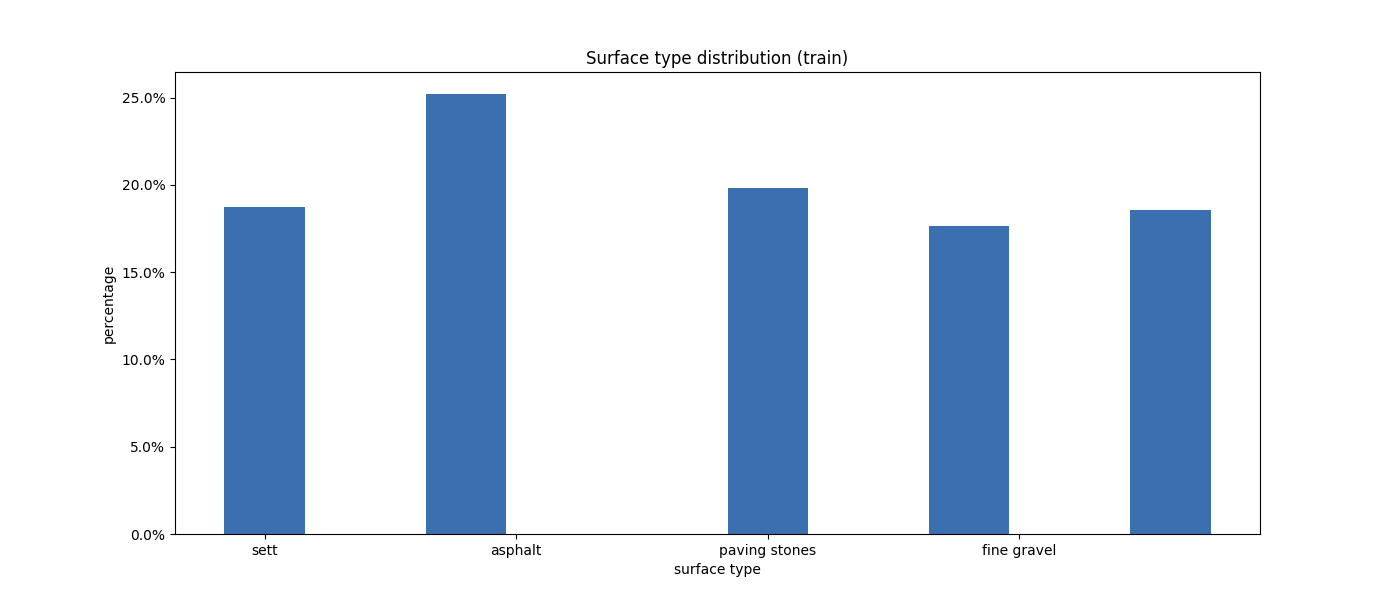 Surface type distribution (train)
25.0%
20.0%
15.0%
10.0%
5.0%
0.0%
percentage
sett asphalt paving stones fine gravel
surface type